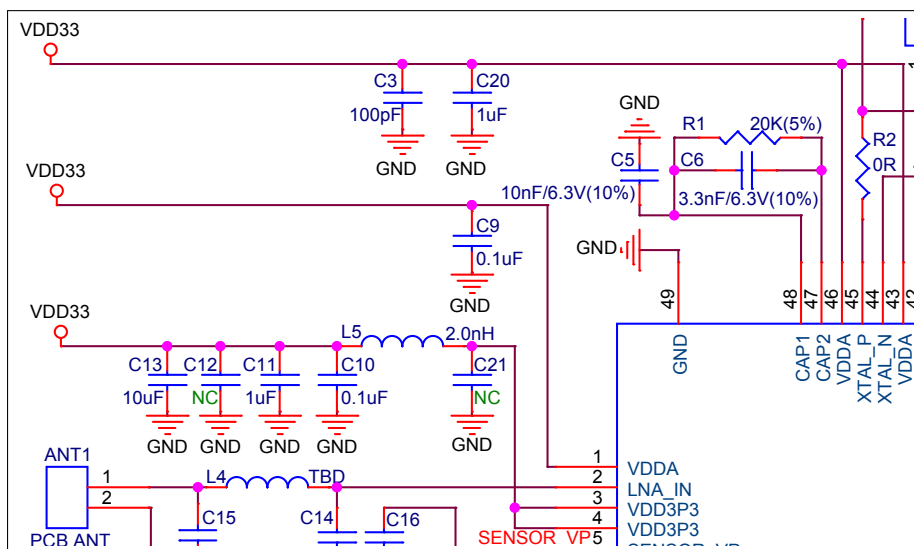 VDD33
C3
100pF
GND
C20
1uF
GND
GND
R1
20K(5%)
C5
C6
10nF/6.3V(10%)
3.3nF/6.3V(10%)
R2
0R
VDD33
C9
0.1uF
GND
GND
49
48
47
46
45
44
43
42
GND
CAP1
CAP2
VDDA
XTAL_P
XTAL_N
VDDA
VDD33
L5
2.0nH
C13
10uF
GND
C12
NC
GND
C11
1uF
GND
C10
0.1uF
GND
C21
NC
GND
ANT1
1
2
PCB ANT
L4
TBD
C15
C14
C16
1
VDDA
2
LNA_IN
3
VDD3P3
4
VDD3P3
SENSOR_VP
5
SENSOR_VP